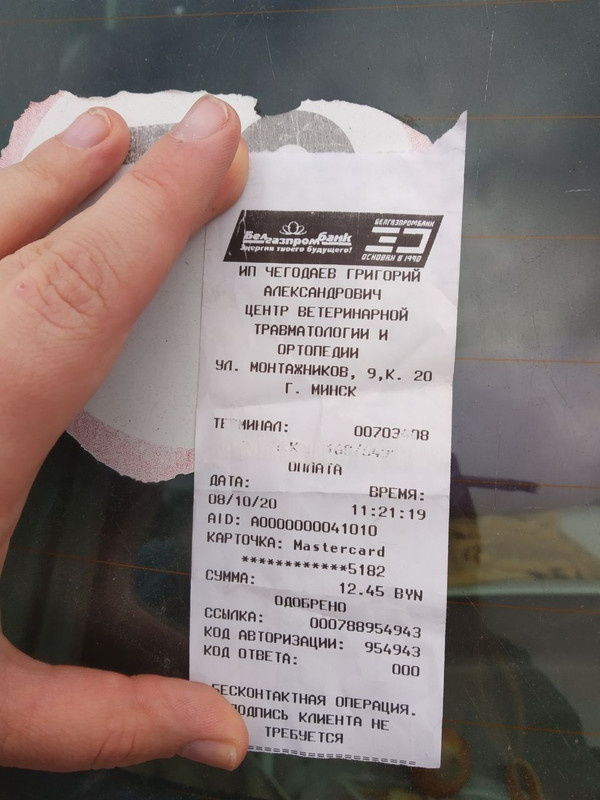 Белгазпромбанк
Энергия твоего будущего!
БЕЛГАЗПРОМБАНК
30
ОСНОВАН В 1990
ИП ЧЕГОДАЕВ ГРИГОРИЙ
АЛЕКСАНДРОВИЧ
ЦЕНТР ВЕТЕРИНАРНОЙ
ТРАВМАТОЛОГИИ И
ОРТОПЕДИИ
УЛ. МОНТАЖНИКОВ, 9,К. 20
Г. МИНСК
ТЕРМИНАЛ:
ОПЛАТА
ДАТА: ВРЕМЯ:
08/10/20 11:21:19
AID: A0000000041010
КАРТОЧКА: Mastercard
************5182
СУММА: 12.45 BYN
ОДОБРЕНО
ССЫЛКА: 000788954943
КОД АВТОРИЗАЦИИ: 954943
КОД ОТВЕТА: 000
БЕСКОНТАКТНАЯ ОПЕРАЦИЯ.
ПОДПИСЬ КЛИЕНТА НЕ
ТРЕБУЕТСЯ